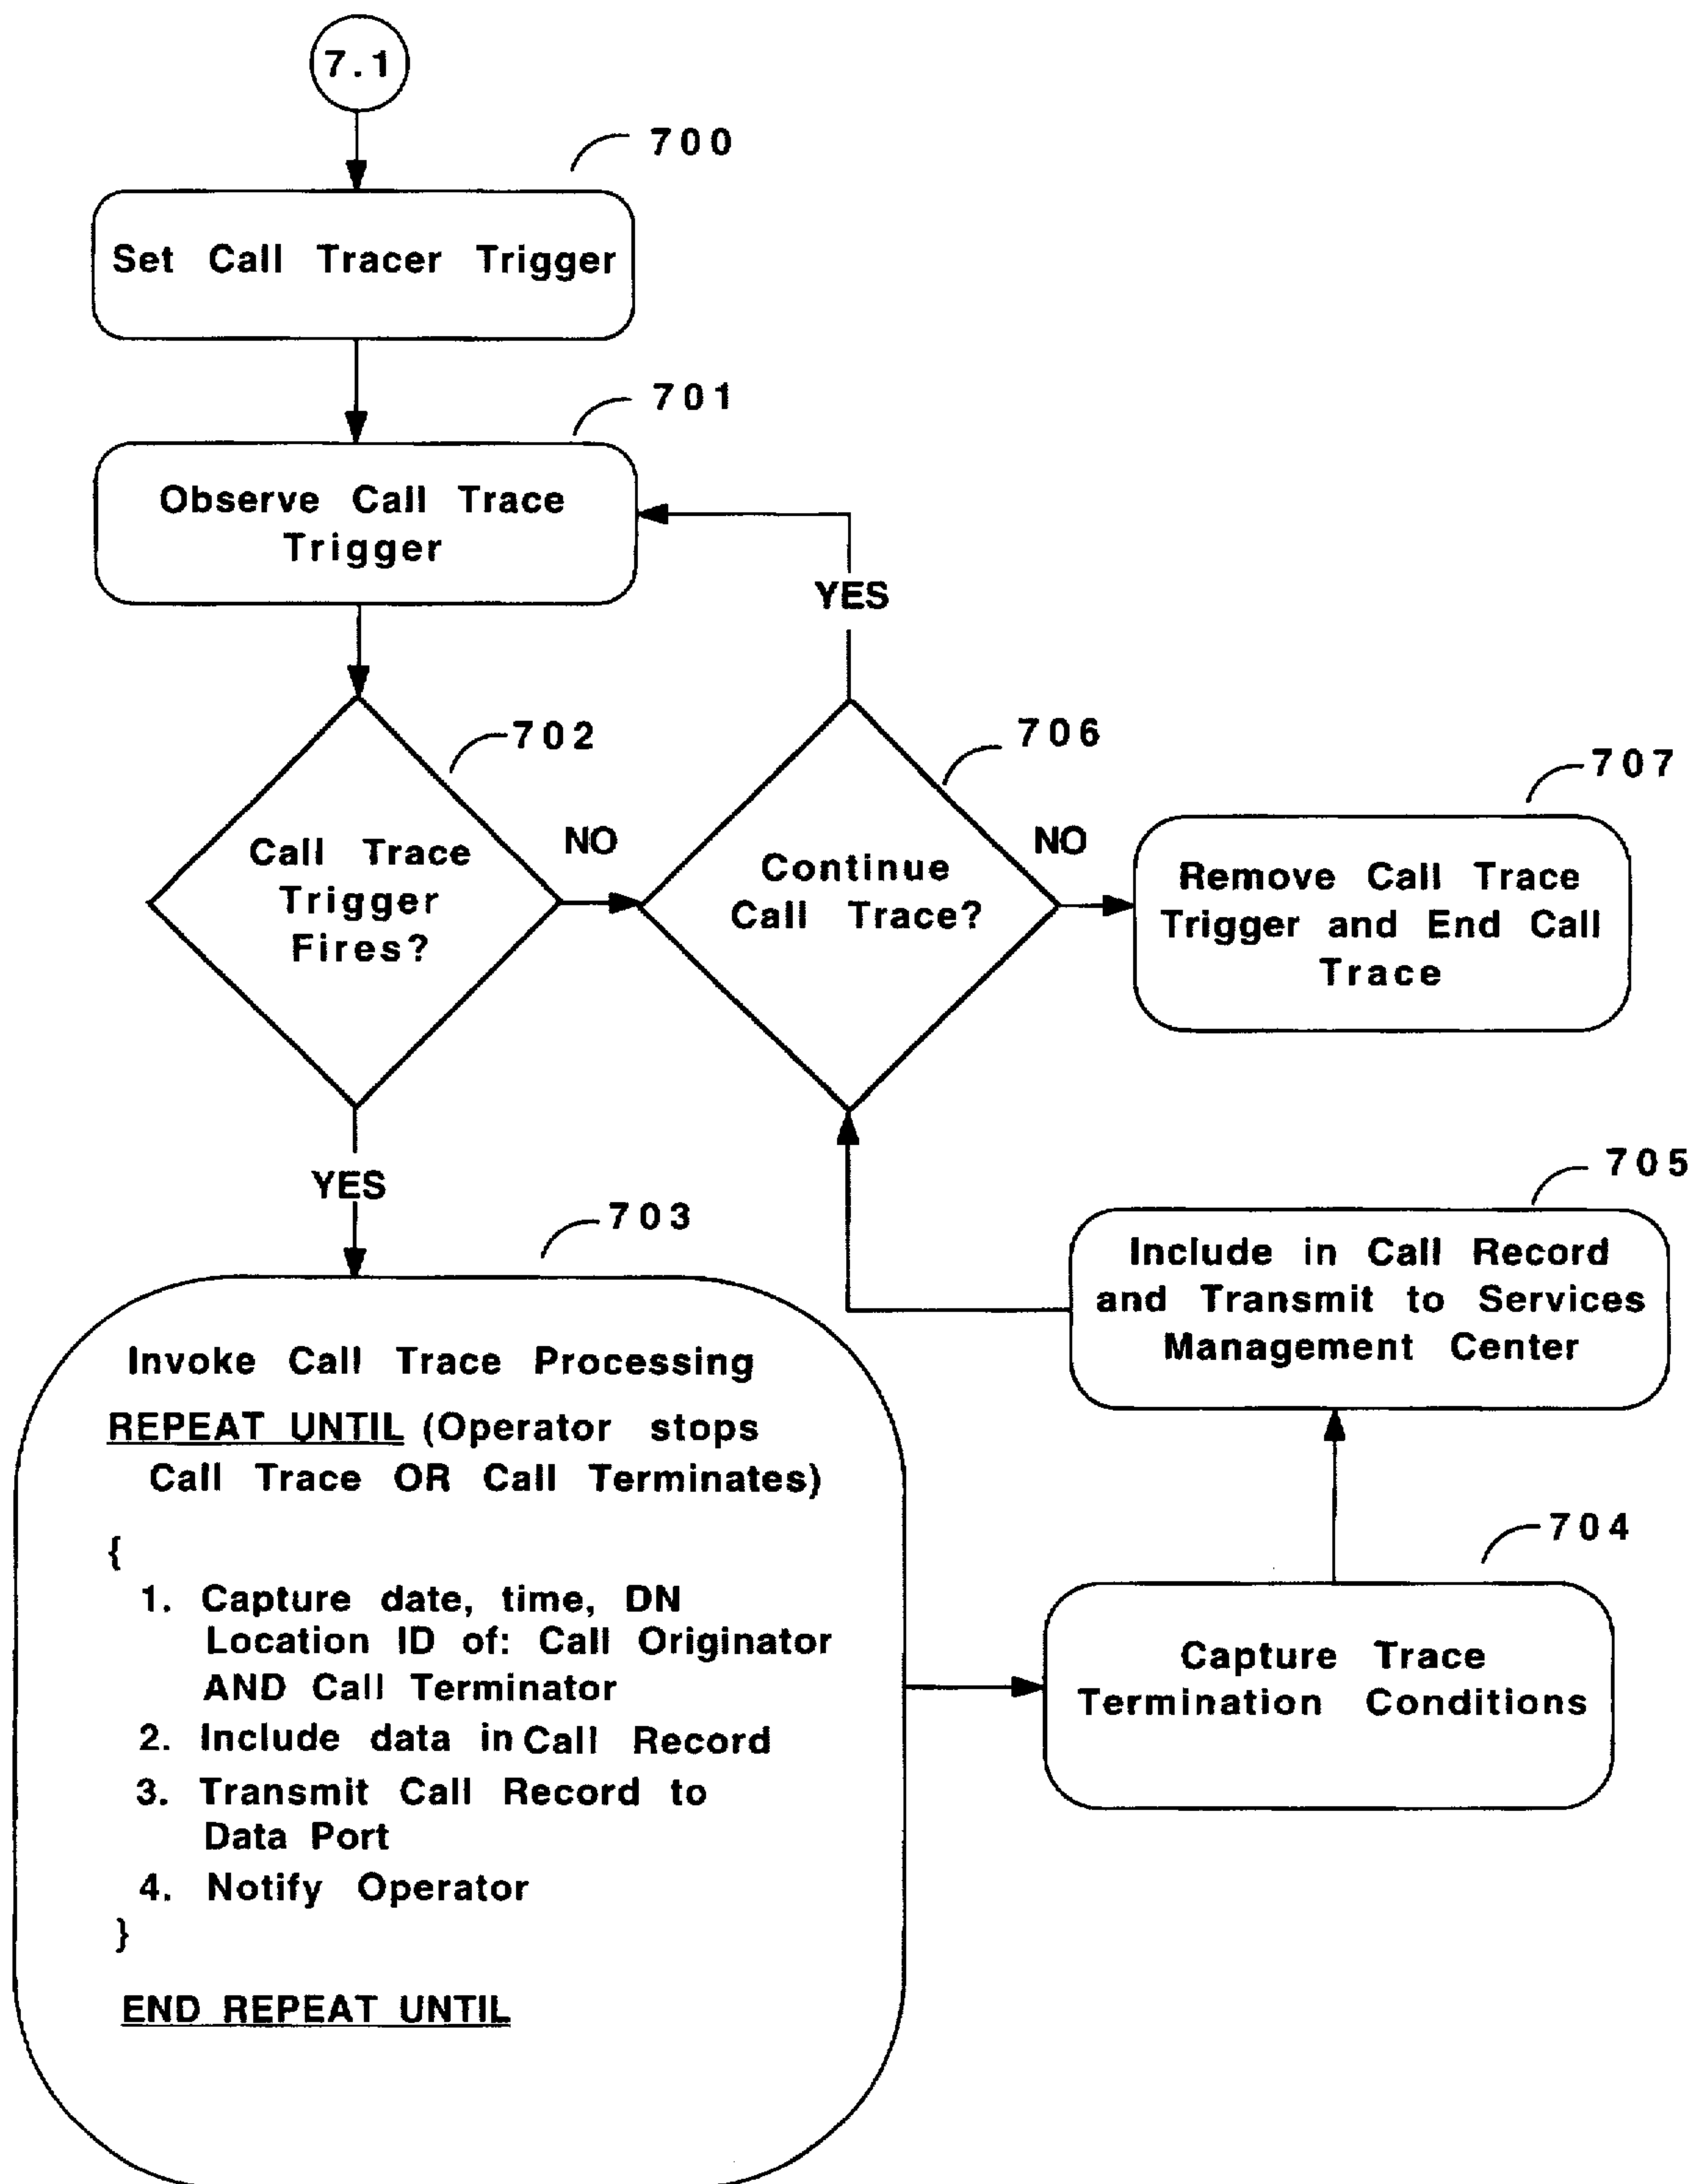 7.1
700
Set Call Tracer Trigger
701
Observe Call Trace
Trigger
YES
702
706
707
Call Trace
Trigger
Fires?
NO
Continue
Call Trace?
NO
Remove Call Trace
Trigger and End Call
Trace
YES
703
705
Include in Call Record
and Transmit to Services
Management Center
Invoke Call Trace Processing
REPEAT UNTIL (Operator stops
Call Trace OR Call Terminates)
{
1. Capture date, time, DN
Location ID of: Call Originator
AND Call Terminator
2. Include data in Call Record
3. Transmit Call Record to
Data Port
4. Notify Operator
}
END REPEAT UNTIL
704
Capture Trace
Termination Conditions